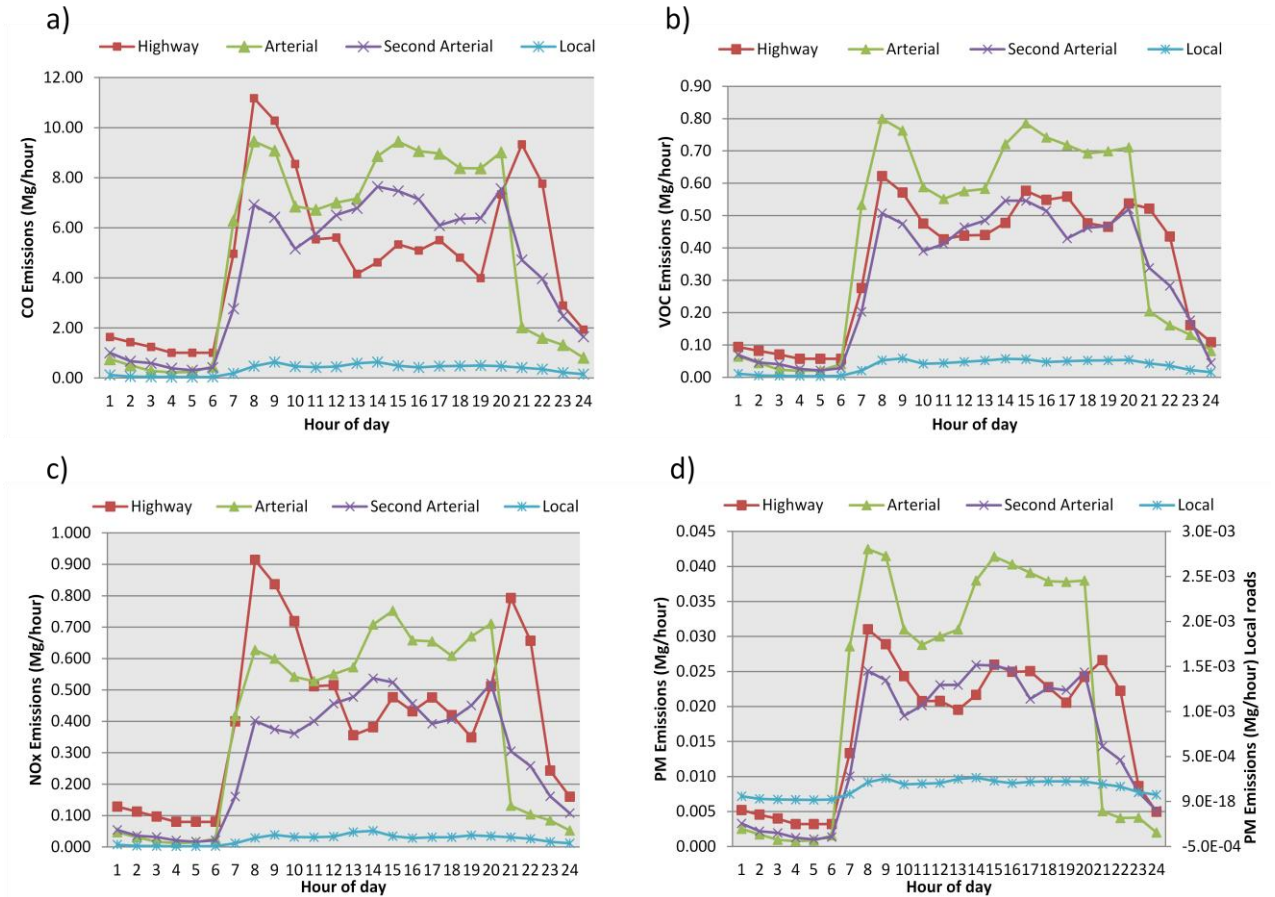 a)
Highway Arterial Second Arterial Local
12.00
10.00
8.00
6.00
4.00
2.00
0.00
CO Emissions (Mg/hour)
1 2 3 4 5 6 7 8 9 10 11 12 13 14 15 16 17 18 19 20 21 22 23 24
Hour of day
b)
Highway Arterial Second Arterial Local
0.90
0.80
0.70
0.60
0.50
0.40
0.30
0.20
0.10
0.00
VOC Emissions (Mg/hour)
1 2 3 4 5 6 7 8 9 10 11 12 13 14 15 16 17 18 19 20 21 22 23 24
Hour of day
c)
Highway Arterial Second Arterial Local
1.000
0.900
0.800
0.700
0.600
0.500
0.400
0.300
0.200
0.100
0.000
NOx Emissions (Mg/hour)
1 2 3 4 5 6 7 8 9 10 11 12 13 14 15 16 17 18 19 20 21 22 23 24
Hour of day
d)
Highway Arterial Second Arterial Local
0.045
0.040
0.035
0.030
0.025
0.020
0.015
0.010
0.005
0.000
PM Emissions (Mg/hour)
3.0E-03
2.5E-03
2.0E-03
1.5E-03
1.0E-03
5.0E-04
9.0E-18
-5.0E-04
PM Emissions (Mg/hour) Local roads
1 2 3 4 5 6 7 8 9 10 11 12 13 14 15 16 17 18 19 20 21 22 23 24
Hour of day